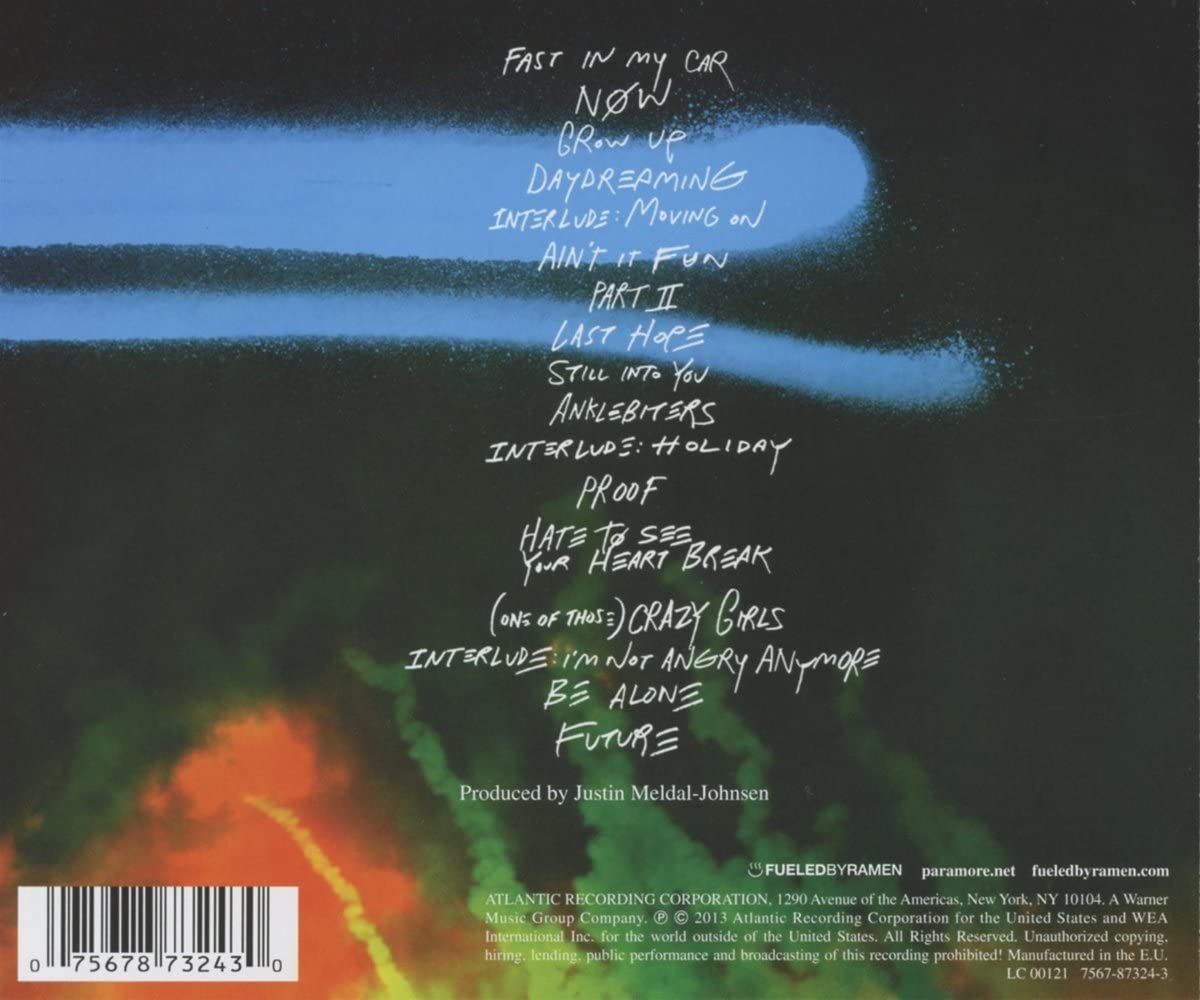 FAST IN MY CAR
NØW
GROW UP
DAYDREAMING
INTERLUDE: MOVING ON
AIN'T IT FUN
PART II
LAST HOPE
STILL INTO YOU
ANKLEBITERS
INTERLUDE: HOLIDAY
PROOF
HATE TØ SEE
YOUR HEART BREAK
(ONE OF THOSE) CRAZY GIRLS
INTERLUDE: I'M NOT ANGRY ANYMORE
BE ALONE
FUTURE
Produced by Justin Meldal-Johnsen
FUELEDBYRAMEN paramore.net fueledbyramen.com
ATLANTIC RECORDING CORPORATION, 1290 Avenue of the Americas, New York, NY 10104. A Warner
Music Group Company. ℗ © 2013 Atlantic Recording Corporation for the United States and WEA
International Inc. for the world outside of the United States. All Rights Reserved. Unauthorized copying,
hiring, lending, public performance and broadcasting of this recording prohibited! Manufactured in the E.U.
LC 00121 7567-87324-3
0 75678 73243 0